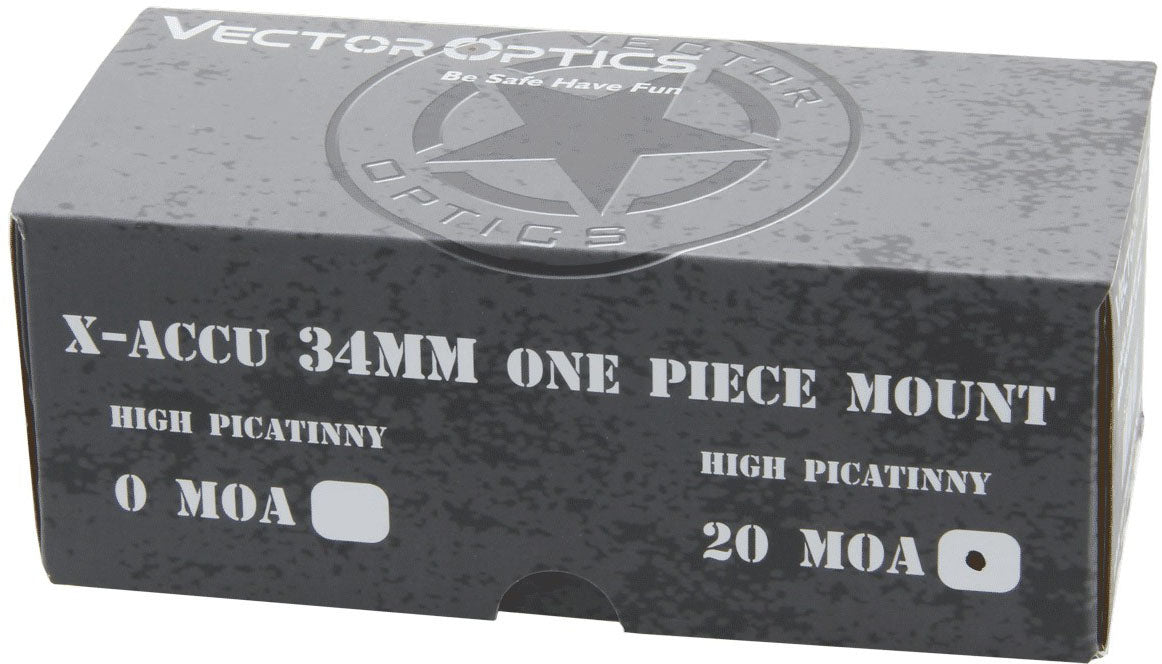 VECTOR OPTICS
Be Safe Have Fun
VECTOR
OPTICS
X-ACCU 34MM ONE PIECE MOUNT
HIGH PICATINNY
0 MOA
HIGH PICATINNY
20 MOA